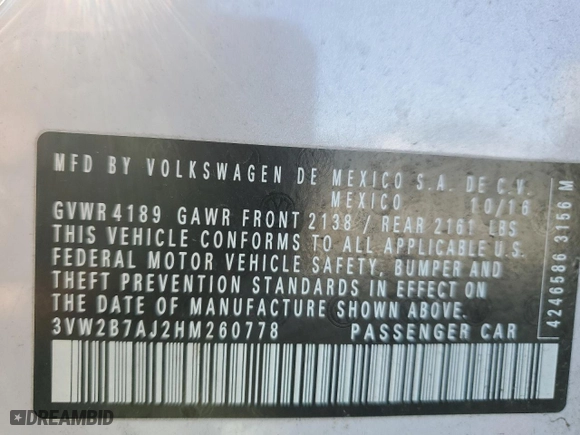 MFD BY VOLKSWAGEN DE MEXICO S.A. DE C.V.
MEXICO 10/16
GVWR 4189 GAWR FRONT 2138 / REAR 2161 LBS
THIS VEHICLE CONFORMS TO ALL APPLICABLE U.S.
FEDERAL MOTOR VEHICLE SAFETY, BUMPER AND
THEFT PREVENTION STANDARDS IN EFFECT ON
THE DATE OF MANUFACTURE SHOWN ABOVE.
3VW2B7AJ2HM260778 PASSENGER CAR
4246586 3156 M
DREAMBID